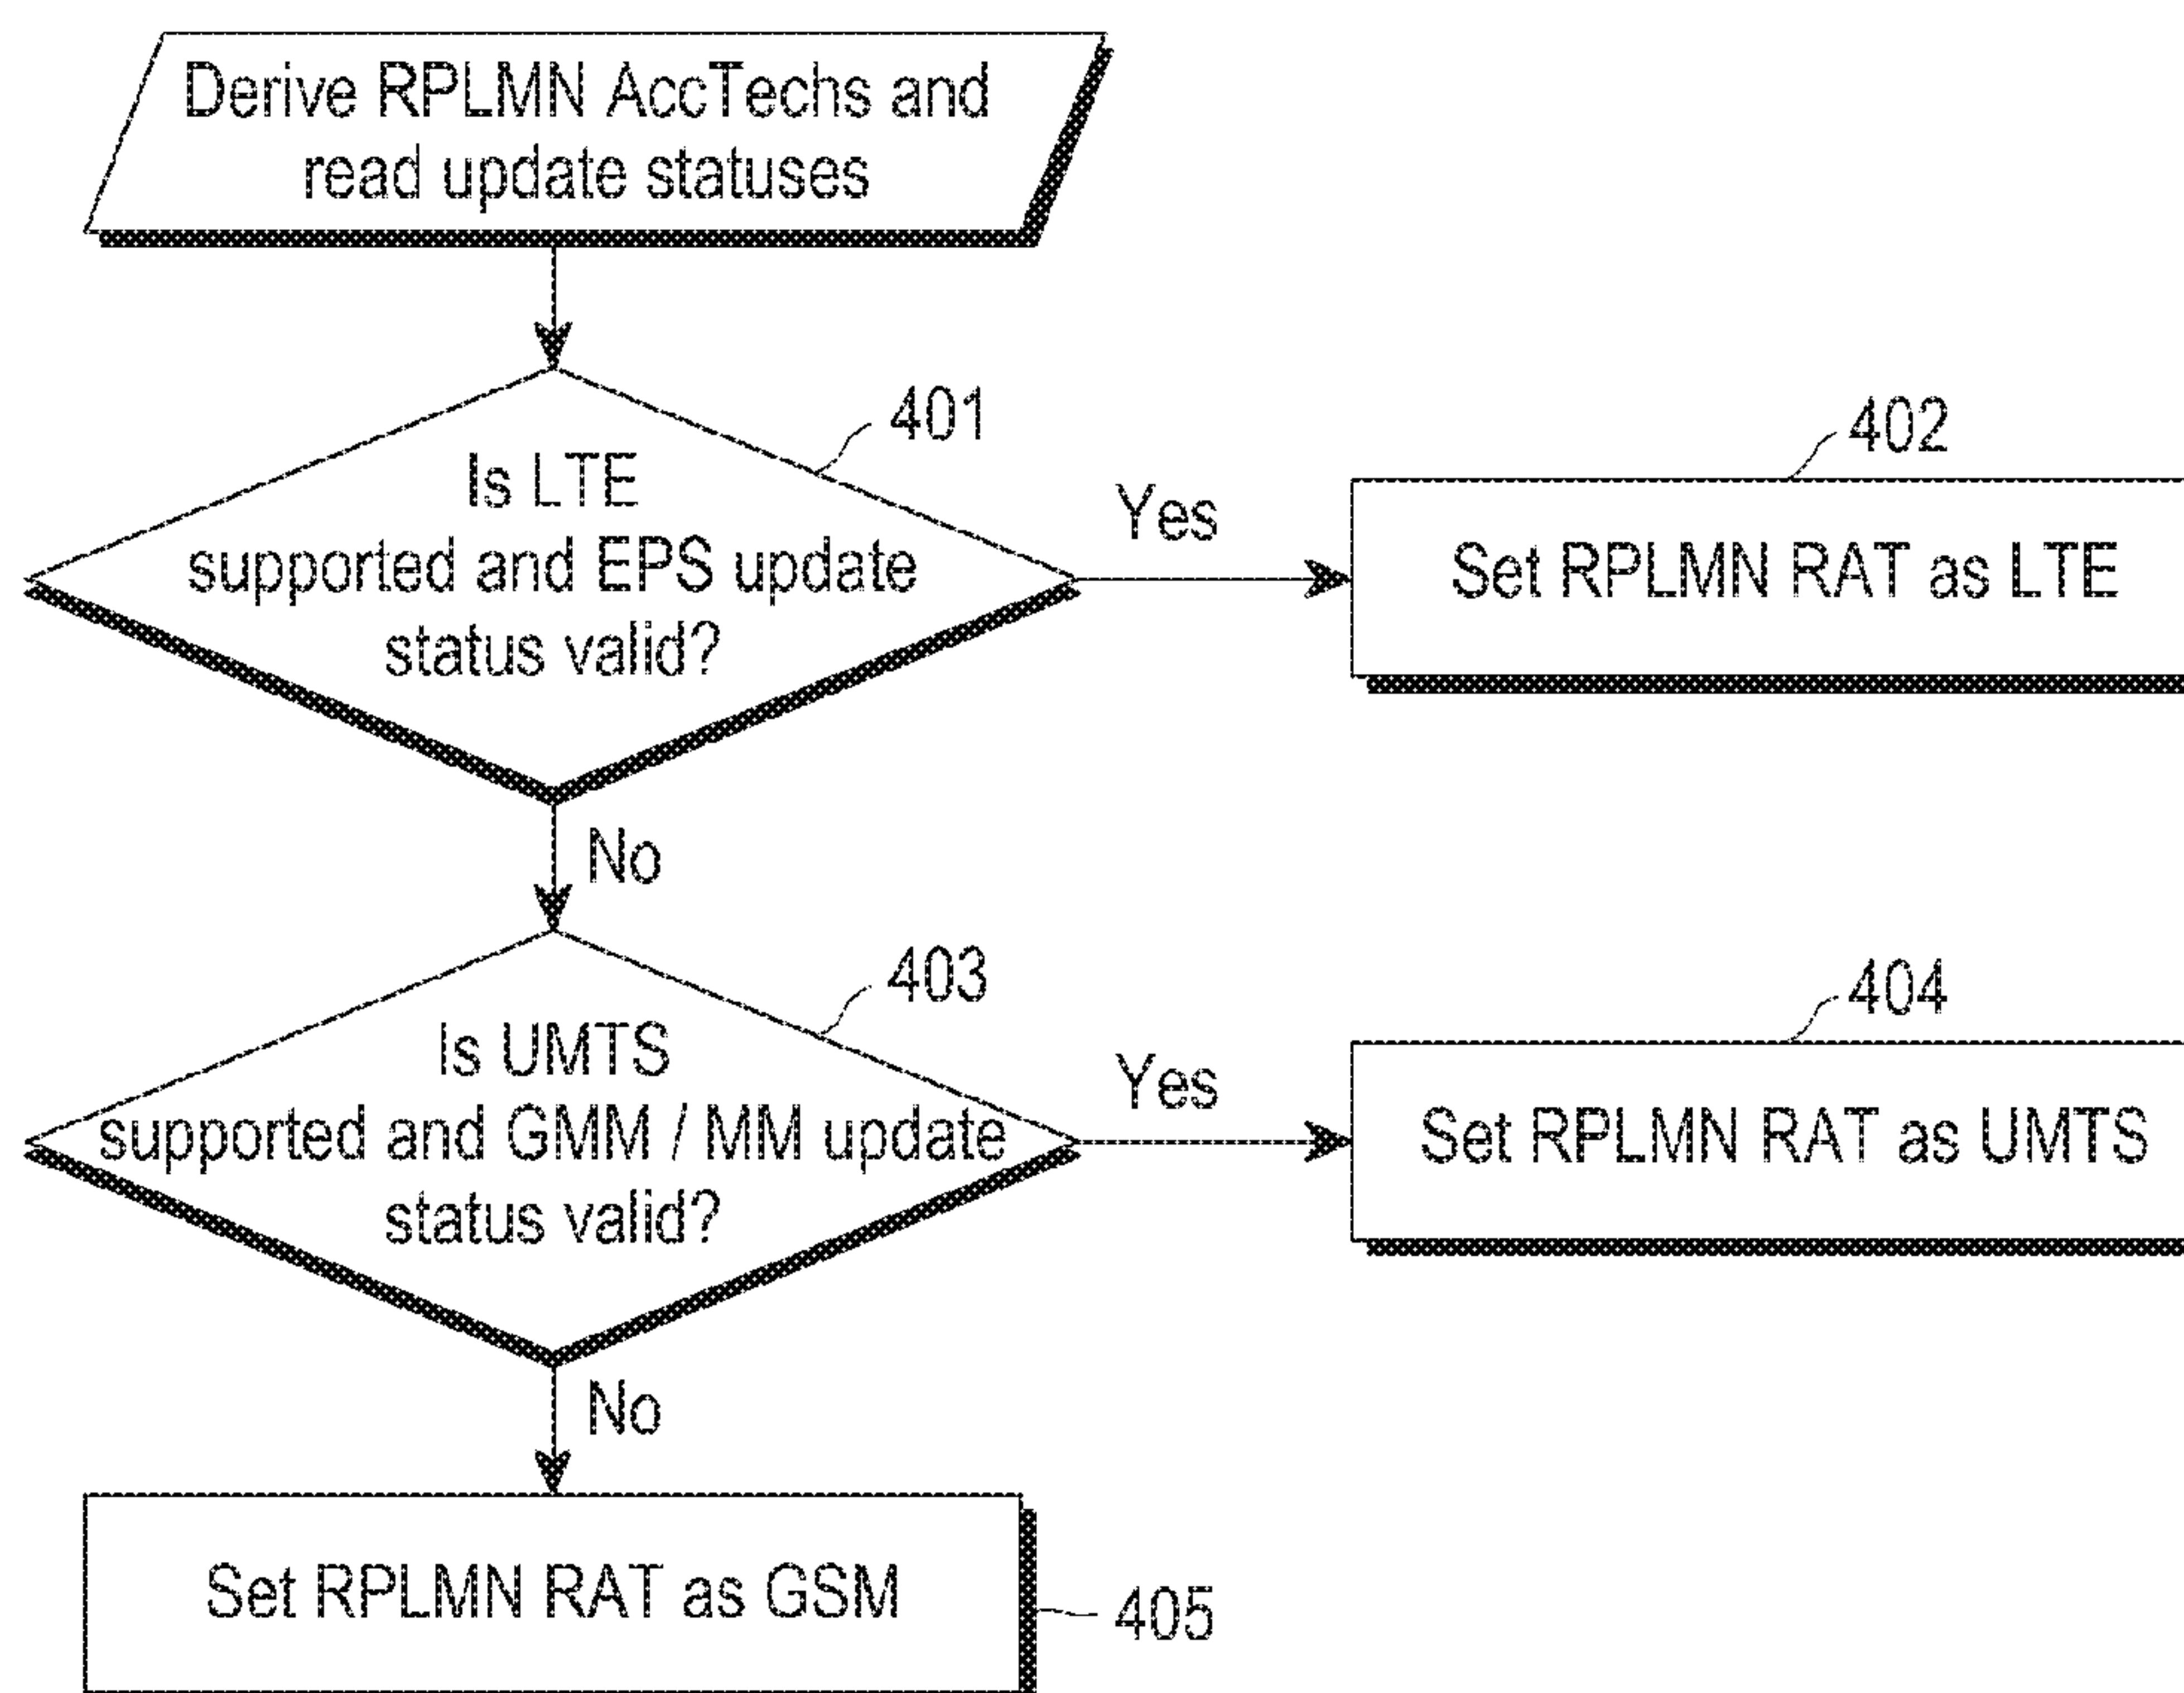 Derive RPLMN AccTechs and
read update statuses
401
Is LTE
supported and EPS update
status valid?
Yes
402
Set RPLMN RAT as LTE
No
403
Is UMTS
supported and GMM / MM update
status valid?
Yes
404
Set RPLMN RAT as UMTS
No
Set RPLMN RAT as GSM
405